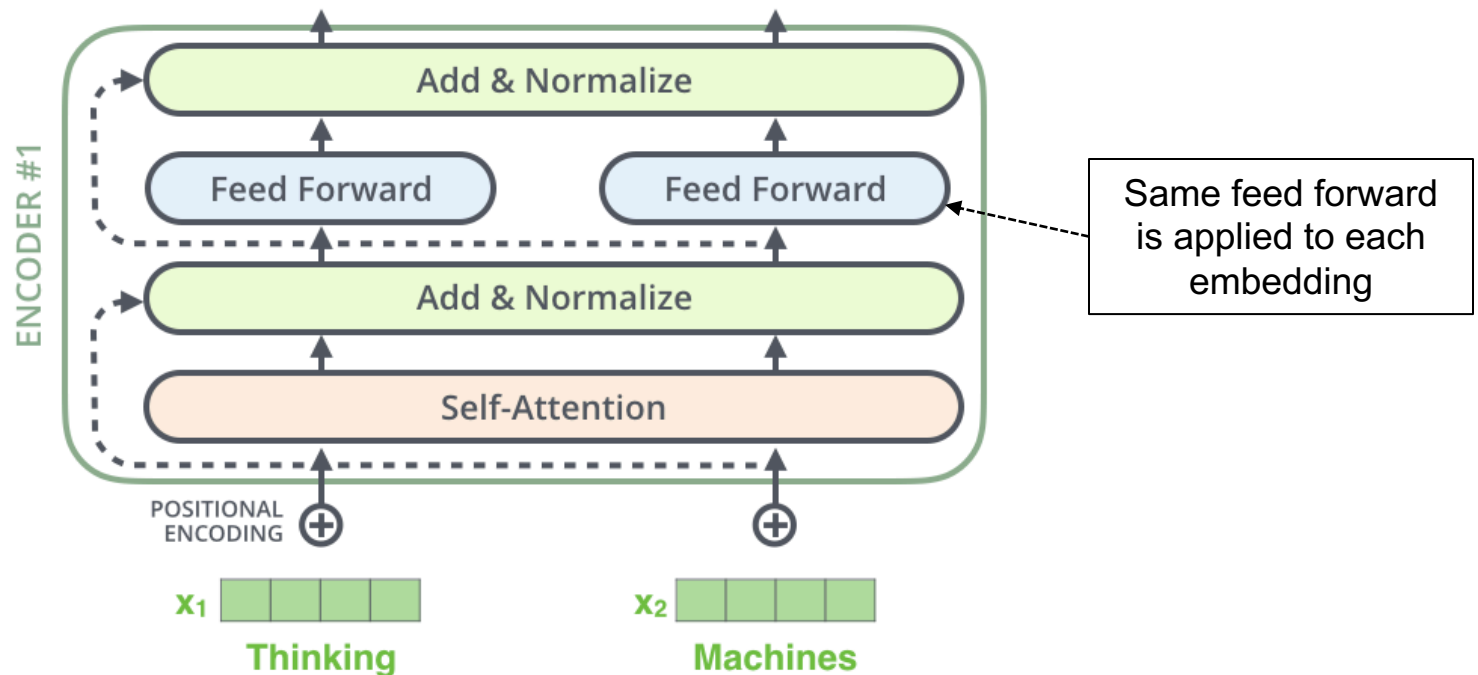 ENCODER #1
Add & Normalize
Feed Forward
Feed Forward
Same feed forward
is applied to each
embedding
Add & Normalize
Self-Attention
POSITIONAL
ENCODING
x₁
x₂
Thinking
Machines